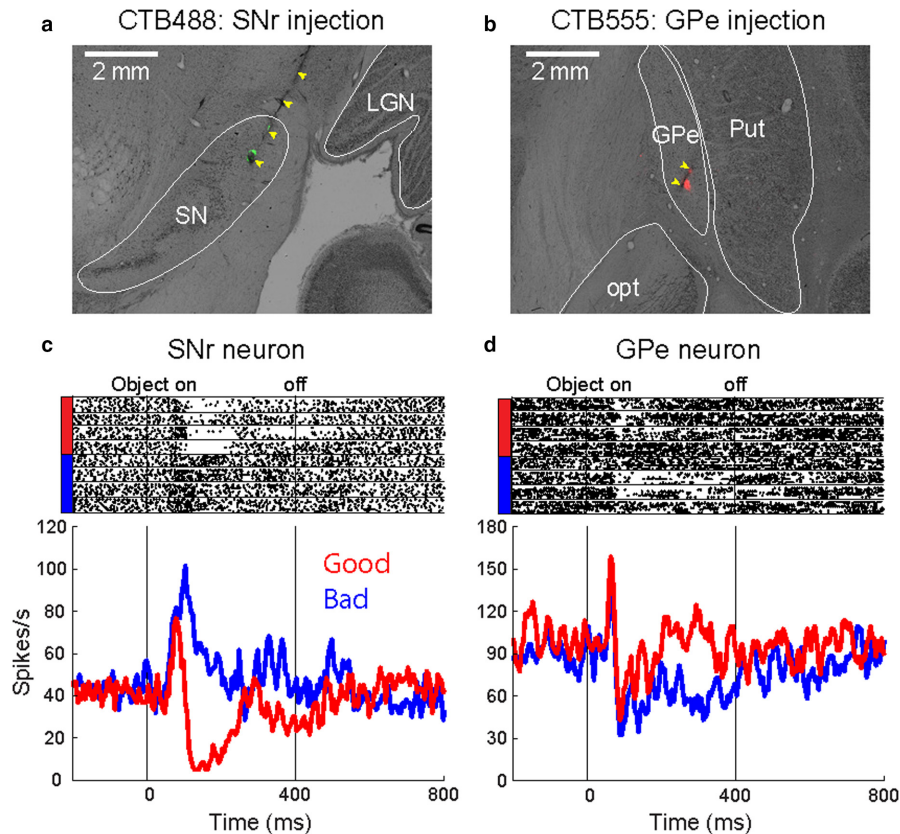 a
CTB488: SNr injection
2 mm
LGN
SN
b
CTB555: GPe injection
2 mm
GPe
Put
opt
c
SNr neuron
Object on
off
120
100
80
60
40
20
0
Spikes/s
Good
Bad
0
400
800
Time (ms)
d
GPe neuron
Object on
off
180
150
120
90
60
30
0
0
400
800
Time (ms)